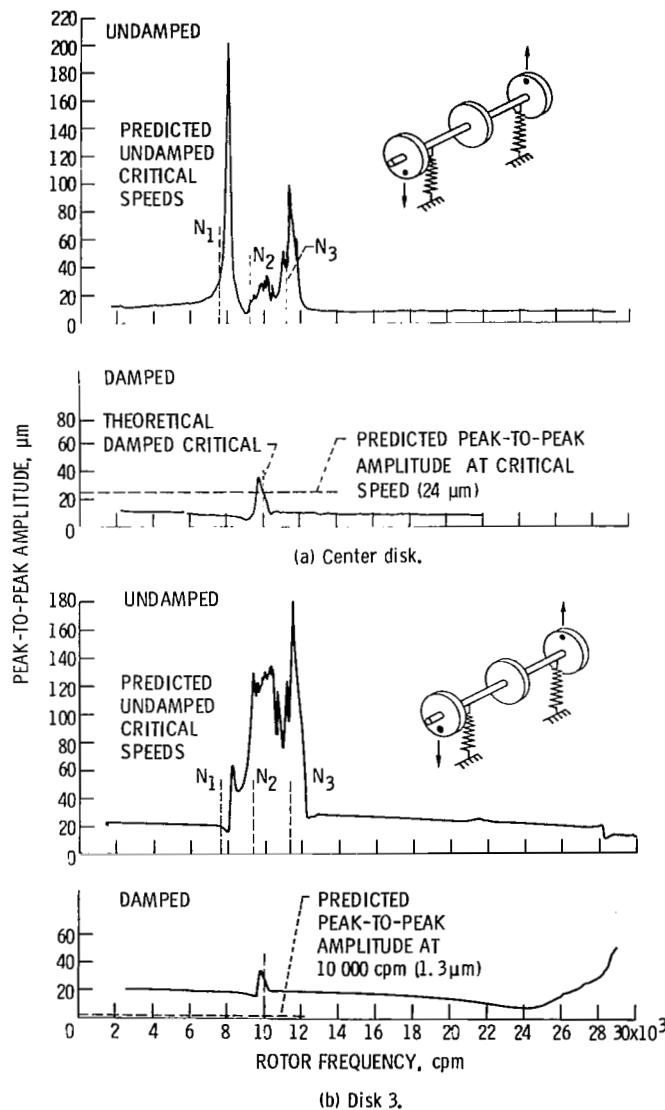 UNDAMPED
220
200
180
160
140
120
100
80
60
40
20
0
PREDICTED
UNDAMPED
CRITICAL
SPEEDS
N1
N2
N3
DAMPED
80
60
40
20
0
THEORETICAL
DAMPED CRITICAL
PREDICTED PEAK-TO-PEAK
AMPLITUDE AT CRITICAL
SPEED (24 μm)
(a) Center disk.
PEAK-TO-PEAK AMPLITUDE, μm
UNDAMPED
180
160
140
120
100
80
60
40
20
0
PREDICTED
UNDAMPED
CRITICAL
SPEEDS
N1
N2
N3
DAMPED
60
40
20
0
PREDICTED
PEAK-TO-PEAK
AMPLITUDE AT
10 000 cpm (1.3 μm)
2 4 6 8 10 12 14 16 18 20 22 24 26 28 30x10³
ROTOR FREQUENCY, cpm
(b) Disk 3.